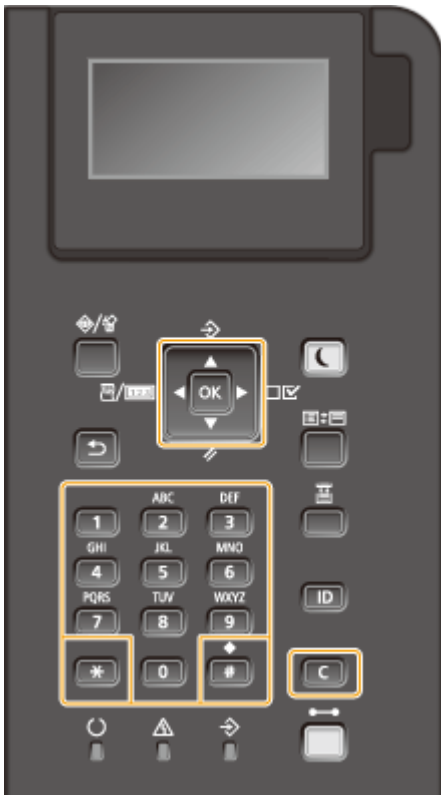 123
OK
ABC DEF
1 2 3
GHI JKL MNO
4 5 6
PQRS TUV WXYZ
7 8 9
ID
* 0 # C